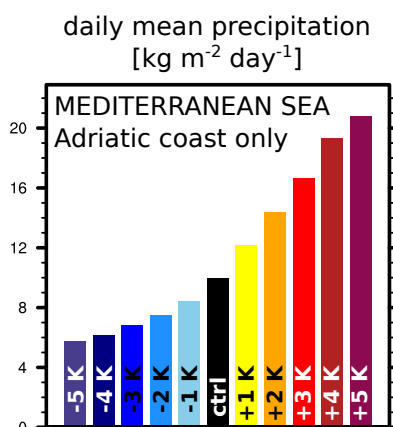 daily mean precipitation
[kg m⁻² day⁻¹]
MEDITERRANEAN SEA
Adriatic coast only
20
16
12
8
4
0
-5 K
-4 K
-3 K
-2 K
-1 K
ctrl
+1 K
+2 K
+3 K
+4 K
+5 K